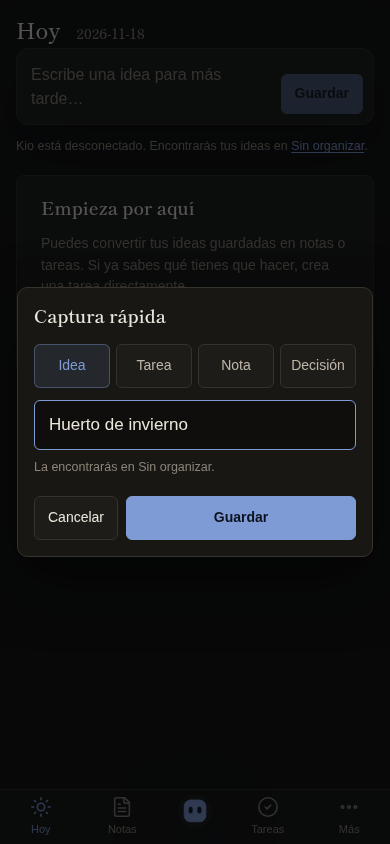 Hoy 2026-11-18
Escribe una idea para más
tarde…
Guardar
Kio está desconectado. Encontrarás tus ideas en Sin organizar.
Empieza por aquí
Puedes convertir tus ideas guardadas en notas o
tareas. Si ya sabes qué tienes que hacer, crea
una tarea directamente.
Captura rápida
Idea Tarea Nota Decisión
Huerto de invierno
La encontrarás en Sin organizar.
Cancelar Guardar
Hoy Notas Tareas Más